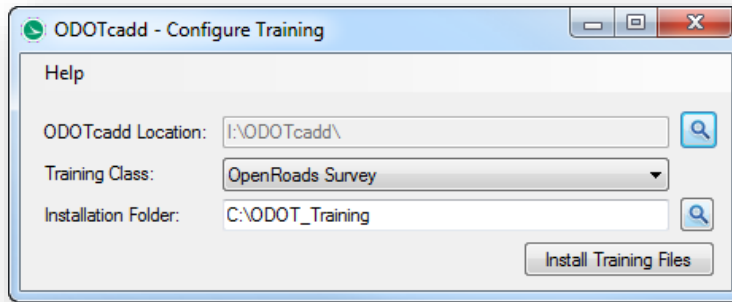 ODOTcadd - Configure Training
Help
ODOTcadd Location: I:\ODOTcadd\
Training Class: OpenRoads Survey
Installation Folder: C:\ODOT_Training
Install Training Files